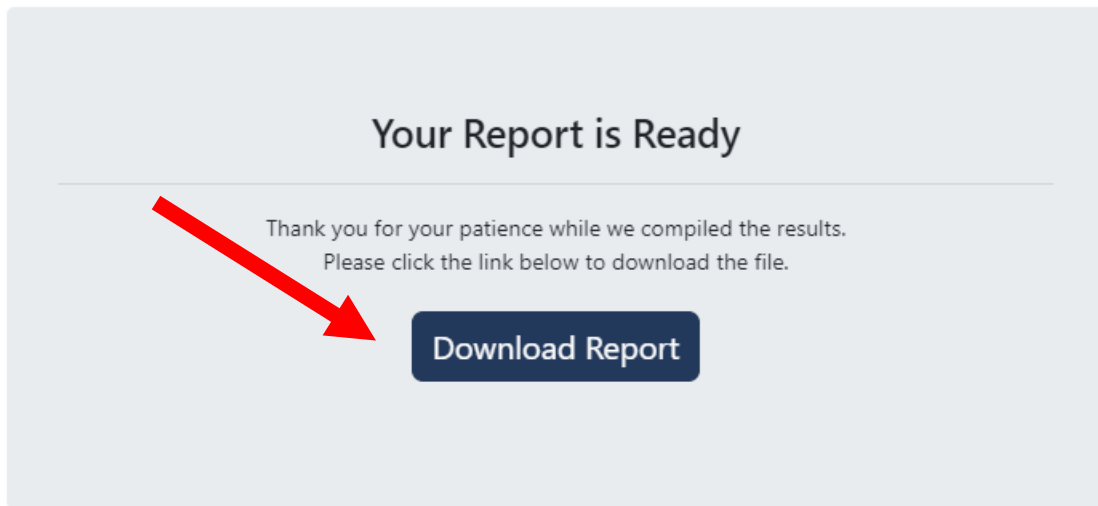 Your Report is Ready
Thank you for your patience while we compiled the results.
Please click the link below to download the file.
Download Report